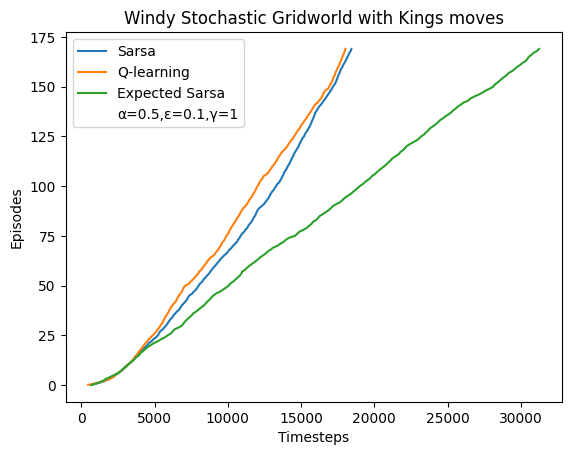 Windy Stochastic Gridworld with Kings moves
Sarsa
Q-learning
Expected Sarsa
α=0.5,ε=0.1,γ=1
Episodes
175
150
125
100
75
50
25
0
0 5000 10000 15000 20000 25000 30000
Timesteps